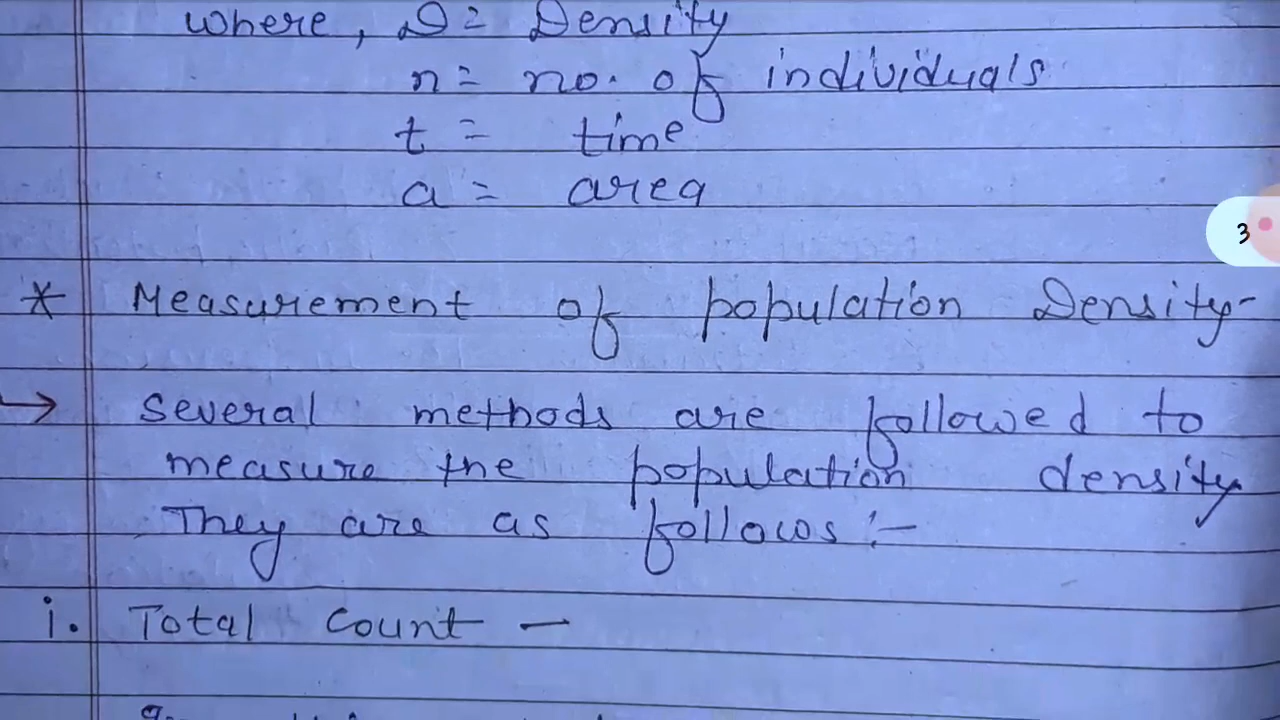 where, D = Density
n = no. of individuals
t = time
a = area
3
* Measurement of population Density-
→ Several methods are followed to
measure the population density
They are as follows :-
i. Total Count -